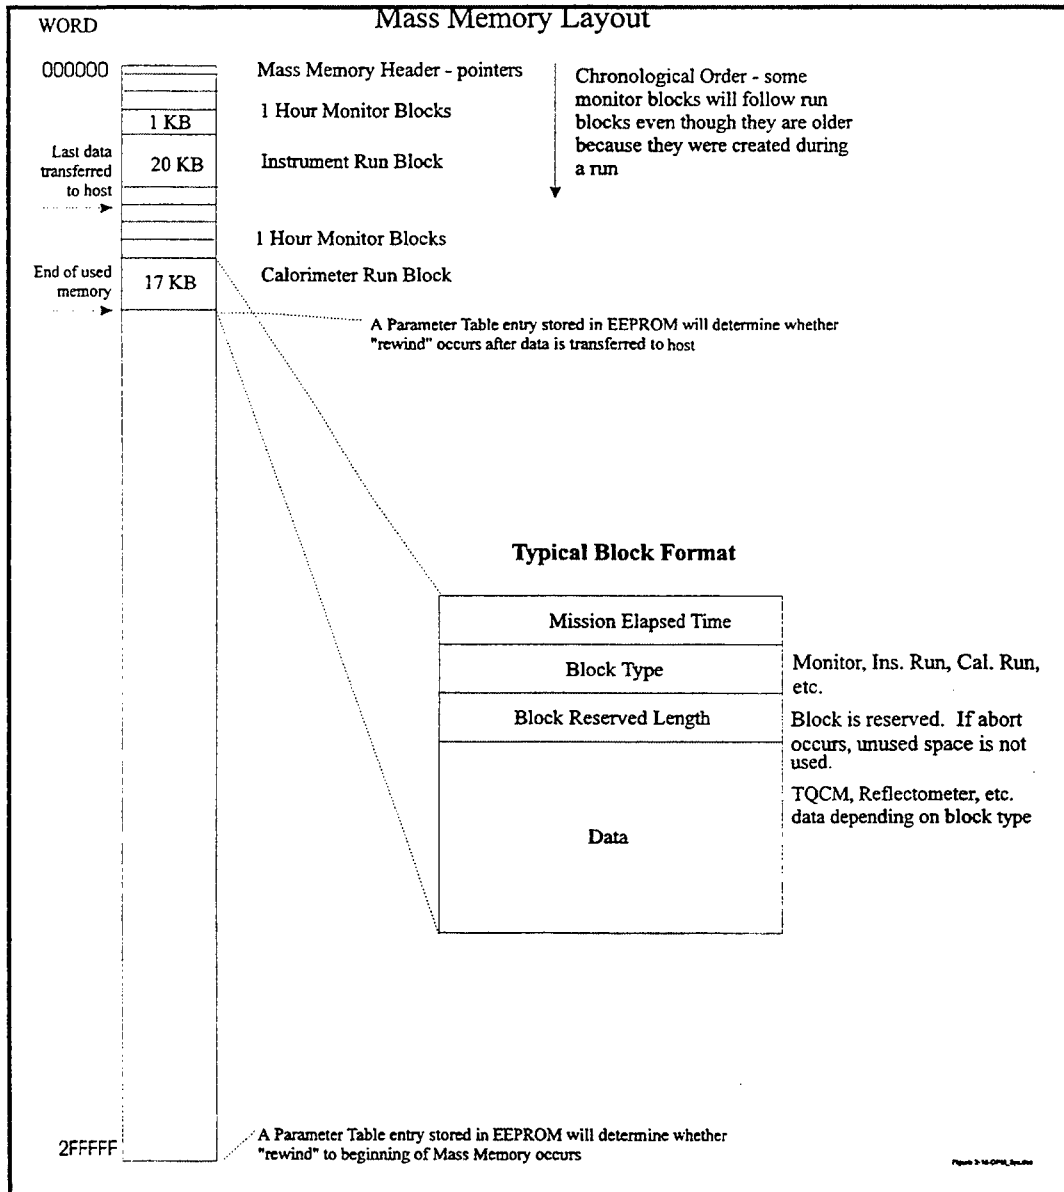 WORD
Mass Memory Layout
000000
Mass Memory Header - pointers
Chronological Order - some
monitor blocks will follow run
blocks even though they are older
because they were created during
a run
1 KB
1 Hour Monitor Blocks
Last data
transferred
to host
20 KB
Instrument Run Block
1 Hour Monitor Blocks
End of used
memory
17 KB
Calorimeter Run Block
A Parameter Table entry stored in EEPROM will determine whether
"rewind" occurs after data is transferred to host
Typical Block Format
Mission Elapsed Time
Block Type
Monitor, Ins. Run, Cal. Run,
etc.
Block Reserved Length
Block is reserved. If abort
occurs, unused space is not
used.
TQCM, Reflectometer, etc.
data depending on block type
Data
2FFFFF
A Parameter Table entry stored in EEPROM will determine whether
"rewind" to beginning of Mass Memory occurs